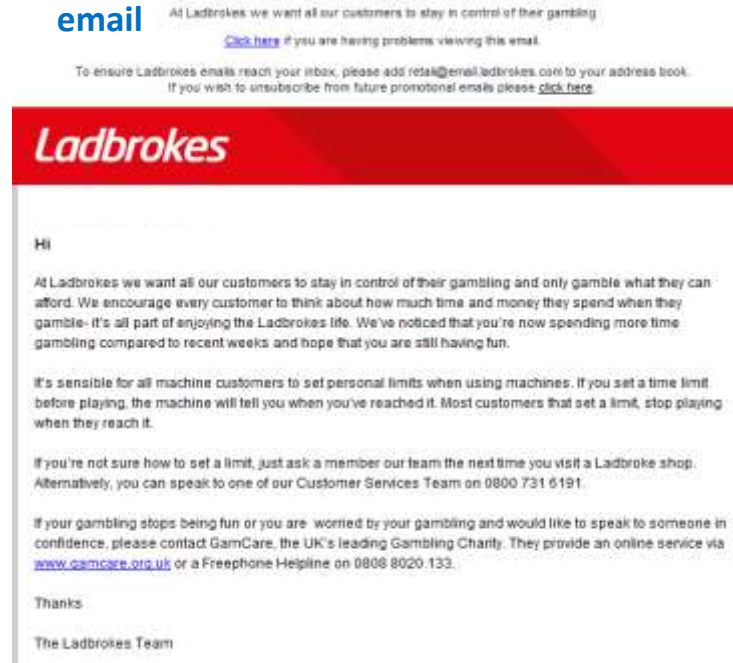 email
At Ladbrokes we want all our customers to stay in control of their gambling
Click here if you are having problems viewing this email.
To ensure Ladbrokes emails reach your inbox, please add retail@email.ladbrokes.com to your address book.
If you wish to unsubscribe from future promotional emails please click here.
Ladbrokes
Hi
At Ladbrokes we want all our customers to stay in control of their gambling and only gamble what they can
afford. We encourage every customer to think about how much time and money they spend when they
gamble- it's all part of enjoying the Ladbrokes life. We've noticed that you're now spending more time
gambling compared to recent weeks and hope that you are still having fun.
It's sensible for all machine customers to set personal limits when using machines. If you set a time limit
before playing, the machine will tell you when you've reached it. Most customers that set a limit, stop playing
when they reach it.
If you're not sure how to set a limit, just ask a member our team the next time you visit a Ladbroke shop.
Alternatively, you can speak to one of our Customer Services Team on 0800 731 6191.
If your gambling stops being fun or you are worried by your gambling and would like to speak to someone in
confidence, please contact GamCare, the UK's leading Gambling Charity. They provide an online service via
www.gamcare.org.uk or a Freephone Helpline on 0808 8020 133.
Thanks
The Ladbrokes Team